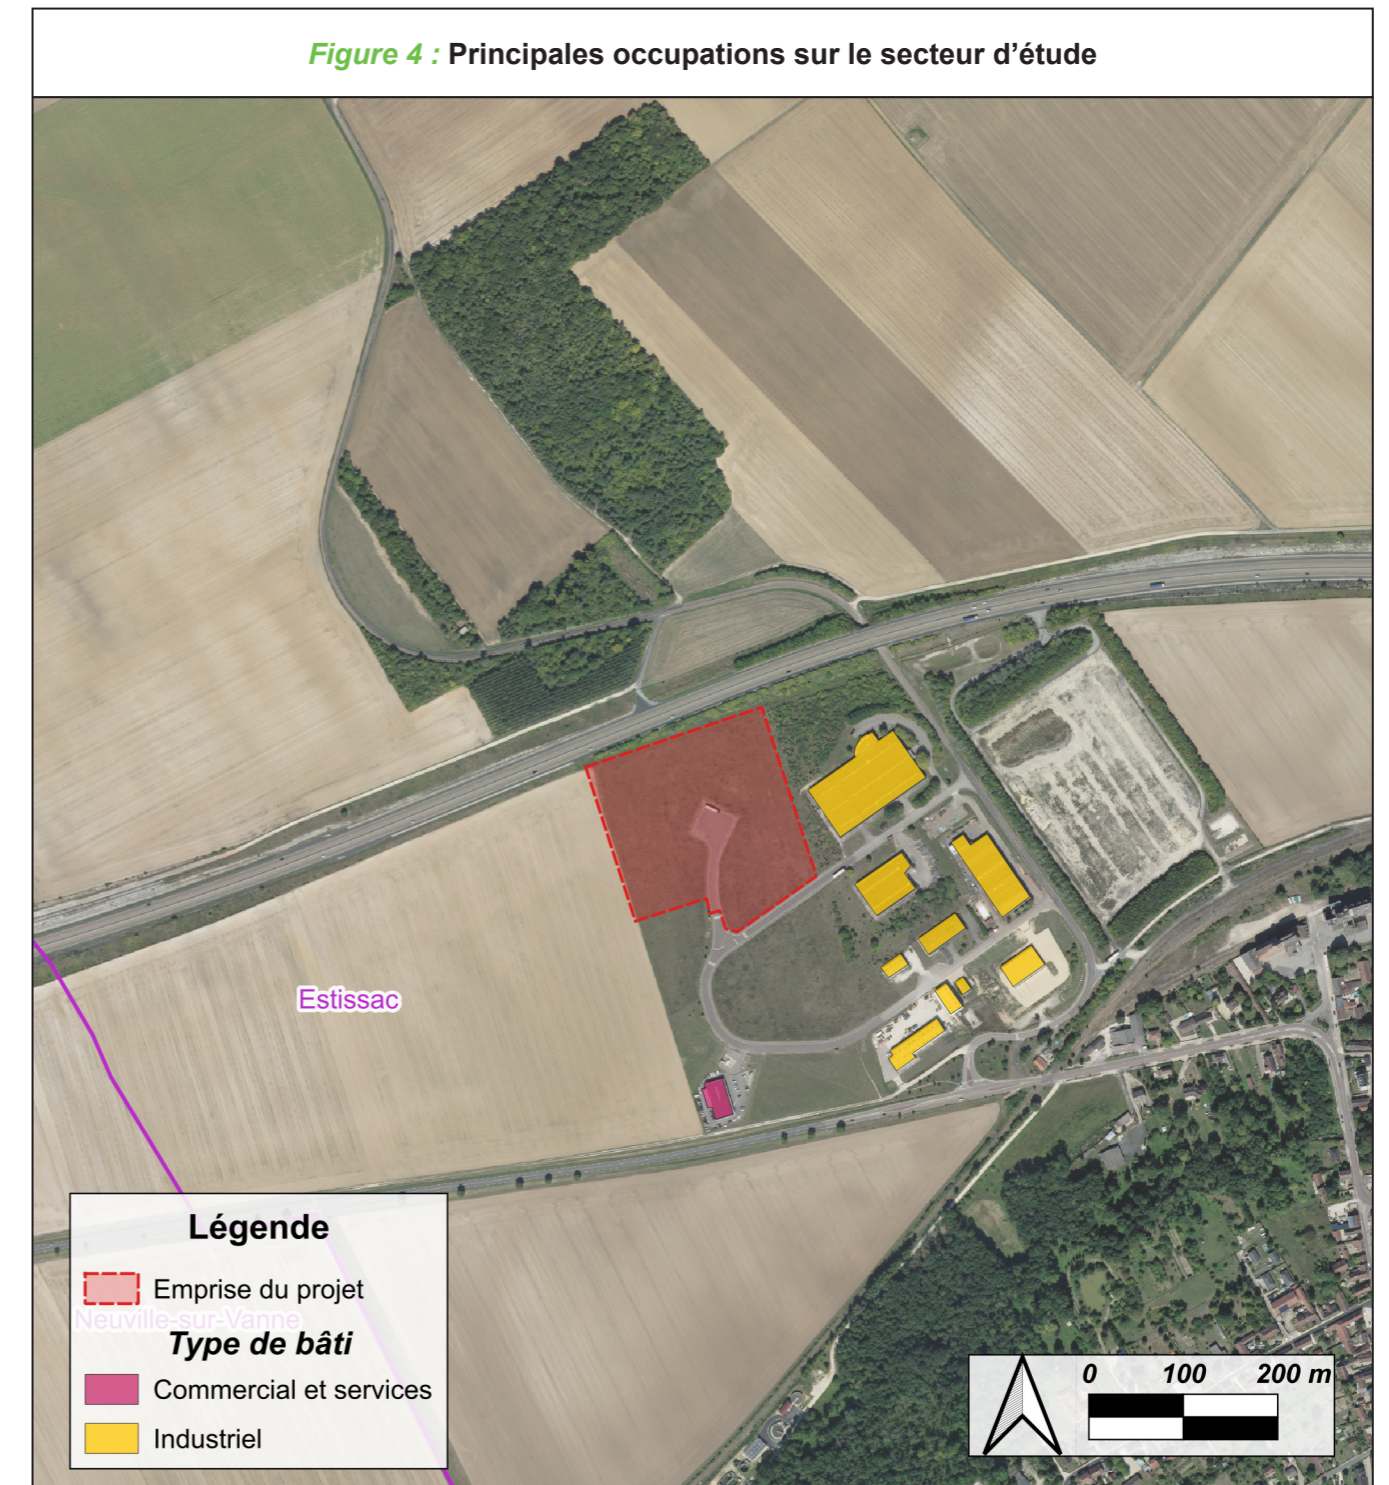 Figure 4 : Principales occupations sur le secteur d'étude
Estissac
Légende
Emprise du projet
Neuville-sur-Vanne
Type de bâti
Commercial et services
Industriel
0 100 200 m